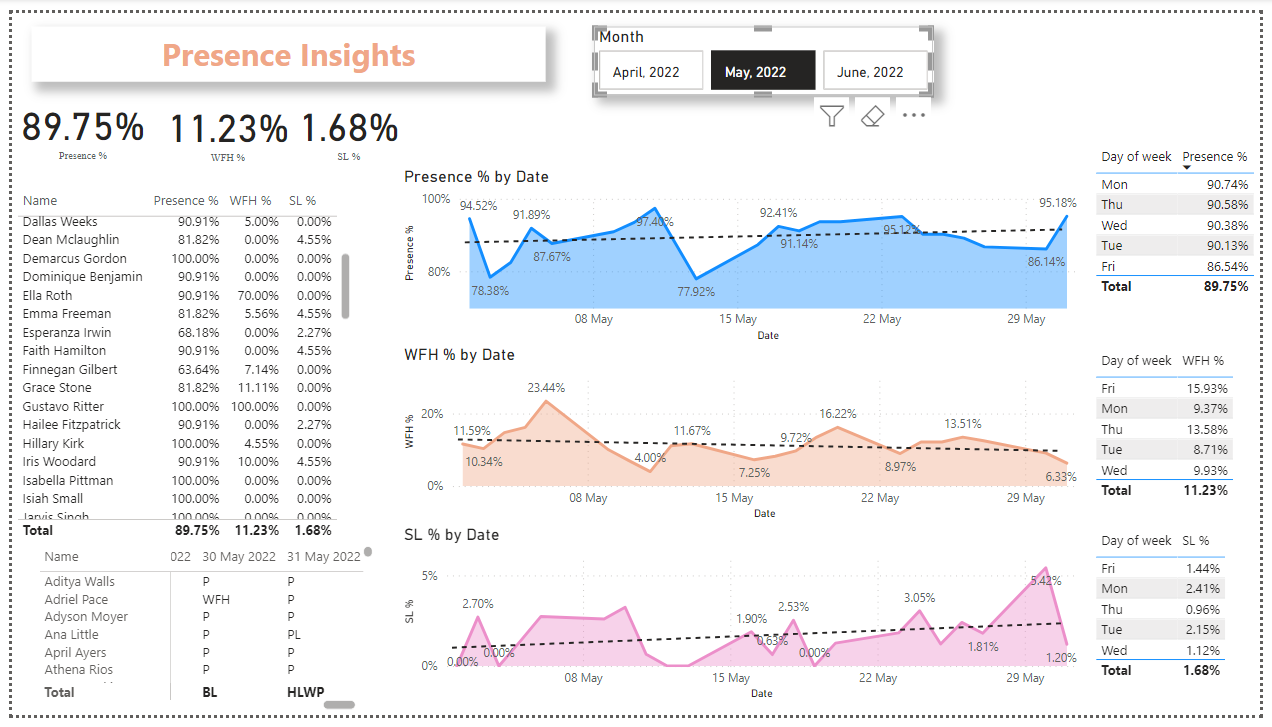 Presence Insights
Month
April, 2022
May, 2022
June, 2022
89.75%
Presence %
11.23%
WFH %
1.68%
SL %
Name Presence % WFH % SL %
Dallas Weeks 90.91% 5.00% 0.00%
Dean Mclaughlin 81.82% 0.00% 4.55%
Demarcus Gordon 100.00% 0.00% 0.00%
Dominique Benjamin 90.91% 0.00% 0.00%
Ella Roth 90.91% 70.00% 0.00%
Emma Freeman 81.82% 5.56% 4.55%
Esperanza Irwin 68.18% 0.00% 2.27%
Faith Hamilton 90.91% 0.00% 4.55%
Finnegan Gilbert 63.64% 7.14% 0.00%
Grace Stone 81.82% 11.11% 0.00%
Gustavo Ritter 100.00% 100.00% 0.00%
Hailee Fitzpatrick 90.91% 0.00% 2.27%
Hillary Kirk 100.00% 4.55% 0.00%
Iris Woodard 90.91% 10.00% 4.55%
Isabella Pittman 100.00% 0.00% 0.00%
Isiah Small 100.00% 0.00% 0.00%
Jarvis Singh 100.00% 0.00% 0.00%
Total 89.75% 11.23% 1.68%
Name 022 30 May 2022 31 May 2022
Aditya Walls P P
Adriel Pace WFH P
Adyson Moyer P P
Ana Little P PL
April Ayers P P
Athena Rios P P
Total BL HLWP
Presence % by Date
Presence %
100%
80%
94.52%
78.38%
91.89%
87.67%
97.40%
77.92%
92.41%
91.14%
95.12%
86.14%
95.18%
08 May 15 May 22 May 29 May
Date
WFH % by Date
WFH %
20%
0%
11.59%
10.34%
23.44%
4.00%
11.67%
7.25%
9.72%
16.22%
8.97%
13.51%
6.33%
08 May 15 May 22 May 29 May
Date
SL % by Date
SL %
5%
0%
0.00%
2.70%
0.00%
1.90%
0.63%
2.53%
0.00%
3.05%
1.81%
5.42%
1.20%
08 May 15 May 22 May 29 May
Date
Day of week Presence %
Mon 90.74%
Thu 90.58%
Wed 90.38%
Tue 90.13%
Fri 86.54%
Total 89.75%
Day of week WFH %
Fri 15.93%
Mon 9.37%
Thu 13.58%
Tue 8.71%
Wed 9.93%
Total 11.23%
Day of week SL %
Fri 1.44%
Mon 2.41%
Thu 0.96%
Tue 2.15%
Wed 1.12%
Total 1.68%